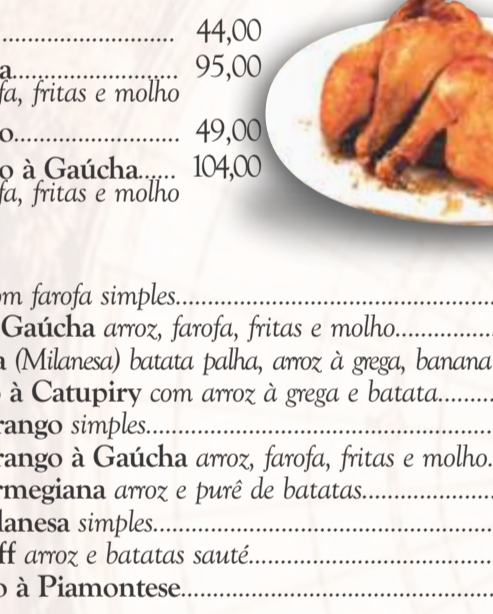 ................................ 44,00
a............................ 95,00
fa, fritas e molho
o............................ 49,00
o à Gaúcha...... 104,00
fa, fritas e molho
om farofa simples..........................................................
Gaúcha arroz, farofa, fritas e molho...................
a (Milanesa) batata palha, arroz à grega, banana
o à Catupiry com arroz à grega e batata.........
rango simples..............................................................
rango à Gaúcha arroz, farofa, fritas e molho.
rmegiana arroz e purê de batatas........................
lanesa simples.............................................................
ff arroz e batatas sauté............................................
o à Piamontese.......................................................